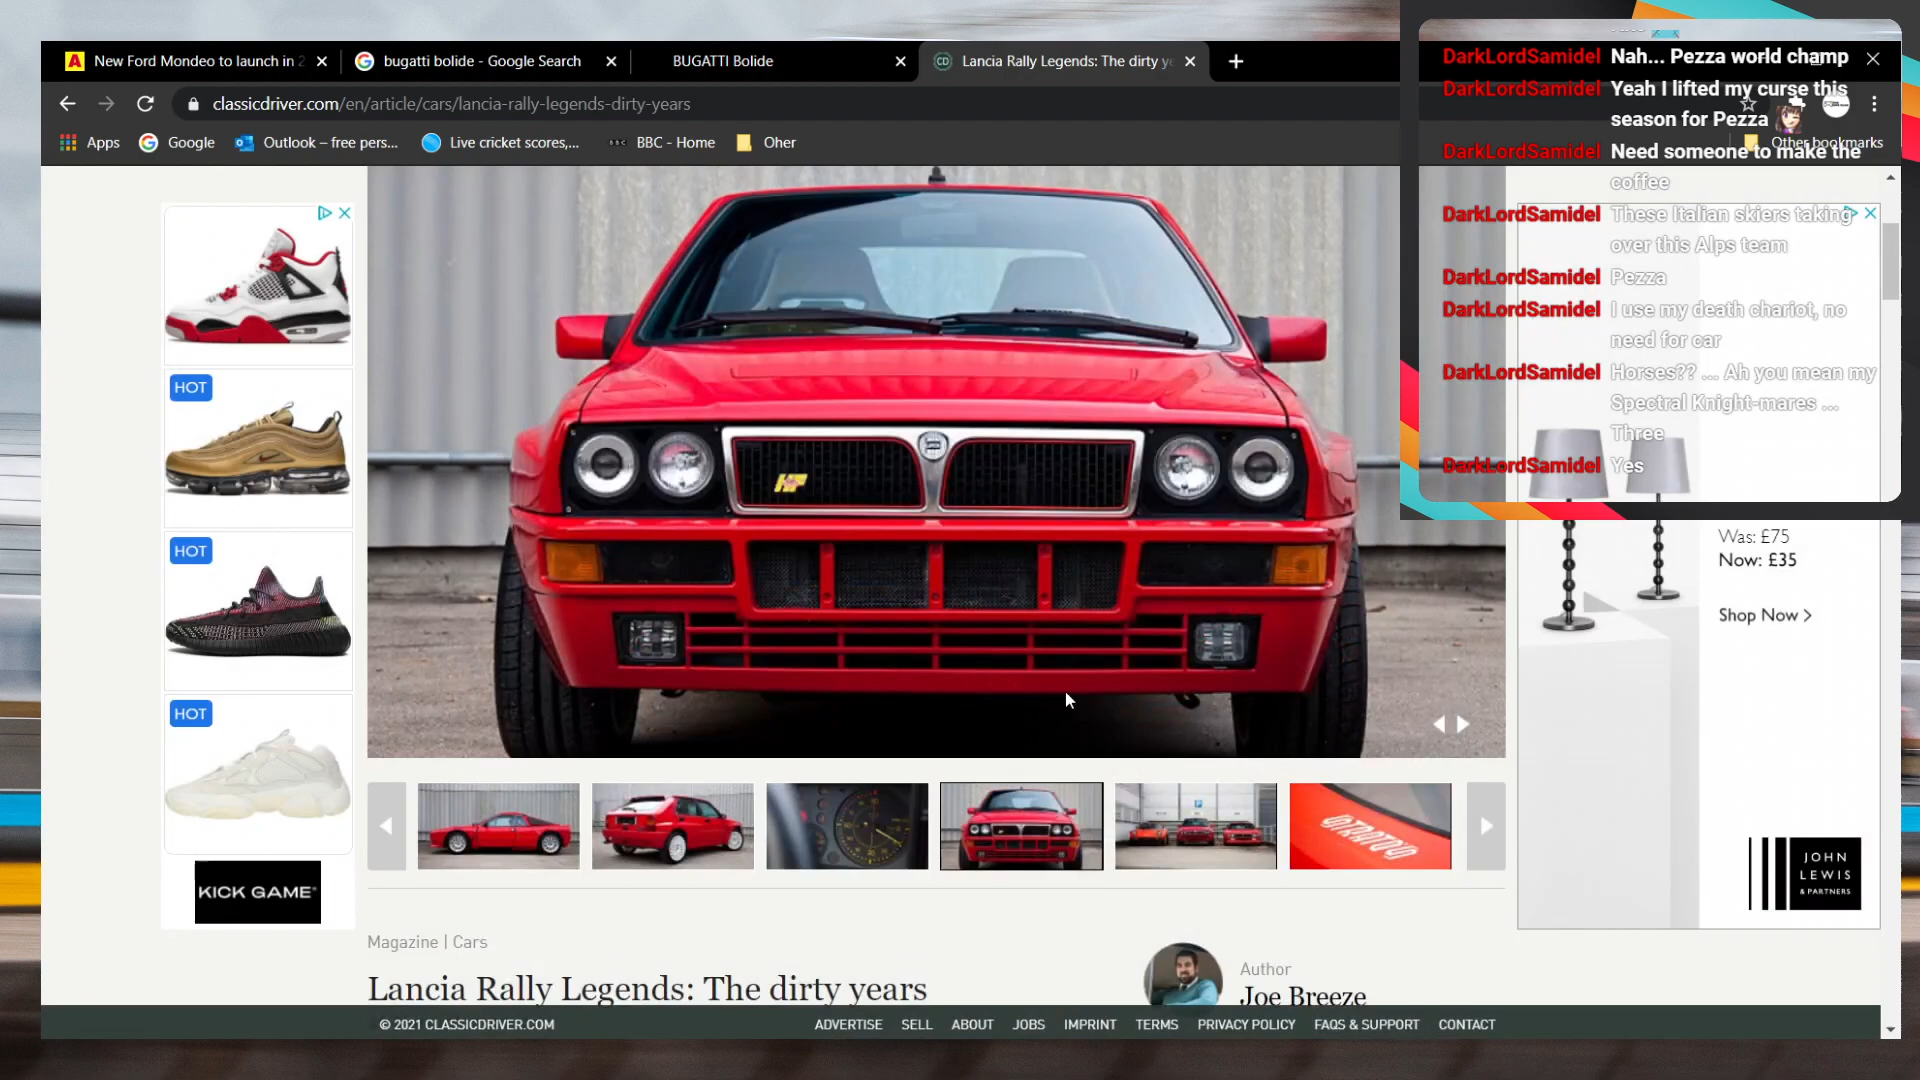 New Ford Mondeo to launch in 2
bugatti bolide - Google Search
BUGATTI Bolide
CD
Lancia Rally Legends: The dirty ye
classicdriver.com/en/article/cars/lancia-rally-legends-dirty-years
Apps
Google
Outlook – free pers...
Live cricket scores,...
BBC
BBC - Home
Oher
Other bookmarks
DarkLordSamidel Nah... Pezza world champ
DarkLordSamidel Yeah I lifted my curse this
season for Pezza
DarkLordSamidel Need someone to make the
coffee
DarkLordSamidel These Italian skiers taking
over this Alps team
DarkLordSamidel Pezza
DarkLordSamidel I use my death chariot, no
need for car
DarkLordSamidel Horses?? ... Ah you mean my
Spectral Knight-mares ...
Three
DarkLordSamidel Yes
HOT
HOT
HOT
KICK GAME
HF
Was: £75
Now: £35
Shop Now >
JOHN
LEWIS
& PARTNERS
STRATOS
Magazine | Cars
Lancia Rally Legends: The dirty years
Author
Joe Breeze
© 2021 CLASSICDRIVER.COM
ADVERTISE SELL ABOUT JOBS IMPRINT TERMS PRIVACY POLICY FAQS & SUPPORT CONTACT